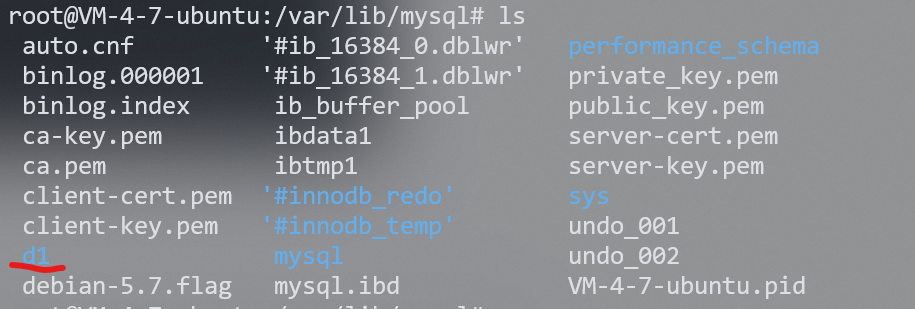 root@VM-4-7-ubuntu:/var/lib/mysql# ls
auto.cnf '#ib_16384_0.dblwr' performance_schema
binlog.000001 '#ib_16384_1.dblwr' private_key.pem
binlog.index ib_buffer_pool public_key.pem
ca-key.pem ibdata1 server-cert.pem
ca.pem ibtmp1 server-key.pem
client-cert.pem '#innodb_redo' sys
client-key.pem '#innodb_temp' undo_001
d1 mysql undo_002
debian-5.7.flag mysql.ibd VM-4-7-ubuntu.pid